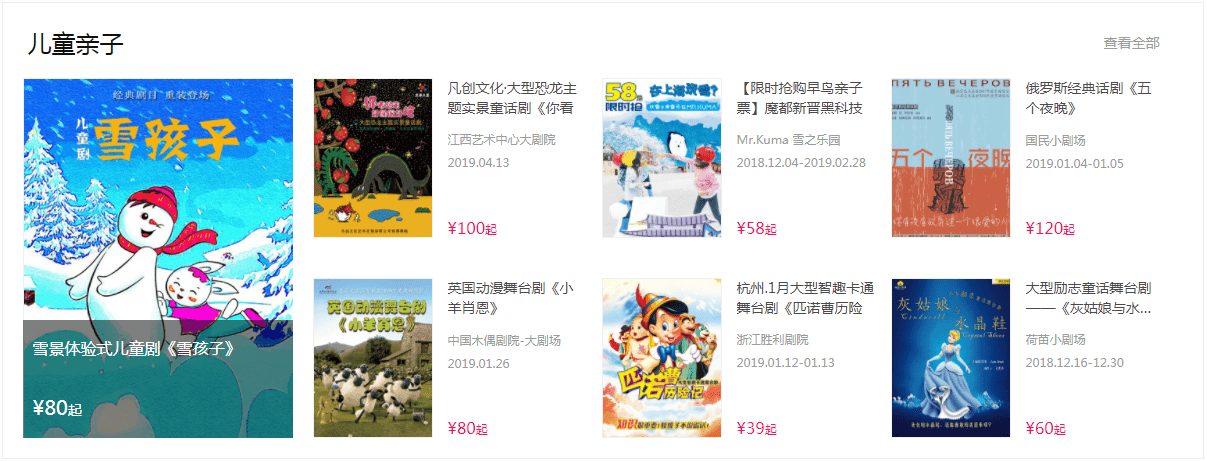 儿童亲子
查看全部
经典剧目 重装登场
儿童剧
雪孩子
雪景体验式儿童剧《雪孩子》
¥80起
凡创文化·大型恐龙主
题实景童话剧《你看
江西艺术中心大剧院
2019.04.13
¥100起
58元
限时抢
【限时抢购早鸟亲子
票】魔都新晋黑科技
Mr.Kuma 雪之乐园
2018.12.04-2019.02.28
¥58起
ПЯТЬ ВЕЧЕРОВ
五个夜晚
俄罗斯经典话剧《五
个夜晚》
国民小剧场
2019.01.04-01.05
¥120起
英国动漫舞台剧
《小羊肖恩》
英国动漫舞台剧《小
羊肖恩》
中国木偶剧院-大剧场
2019.01.26
¥80起
匹诺曹
历险记
杭州.1月大型智趣卡通
舞台剧《匹诺曹历险
浙江胜利剧院
2019.01.12-01.13
¥39起
灰姑娘
与
水晶鞋
Cinderella
大型励志童话舞台剧
——《灰姑娘与水...
荷苗小剧场
2018.12.16-12.30
¥60起